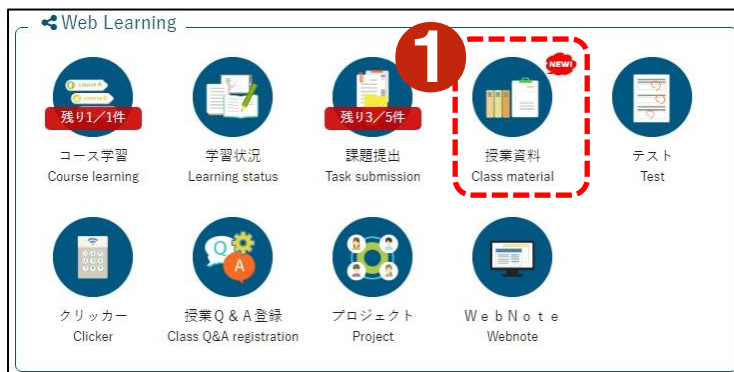 Web Learning
1
NEW!
course A
course B
残り1／1件
残り3／5件
コース学習
Course learning
学習状況
Learning status
課題提出
Task submission
授業資料
Class material
テスト
Test
Q
A
クリッカー
Clicker
授業Ｑ＆Ａ登録
Class Q&A registration
プロジェクト
Project
ＷｅｂＮｏｔｅ
Webnote